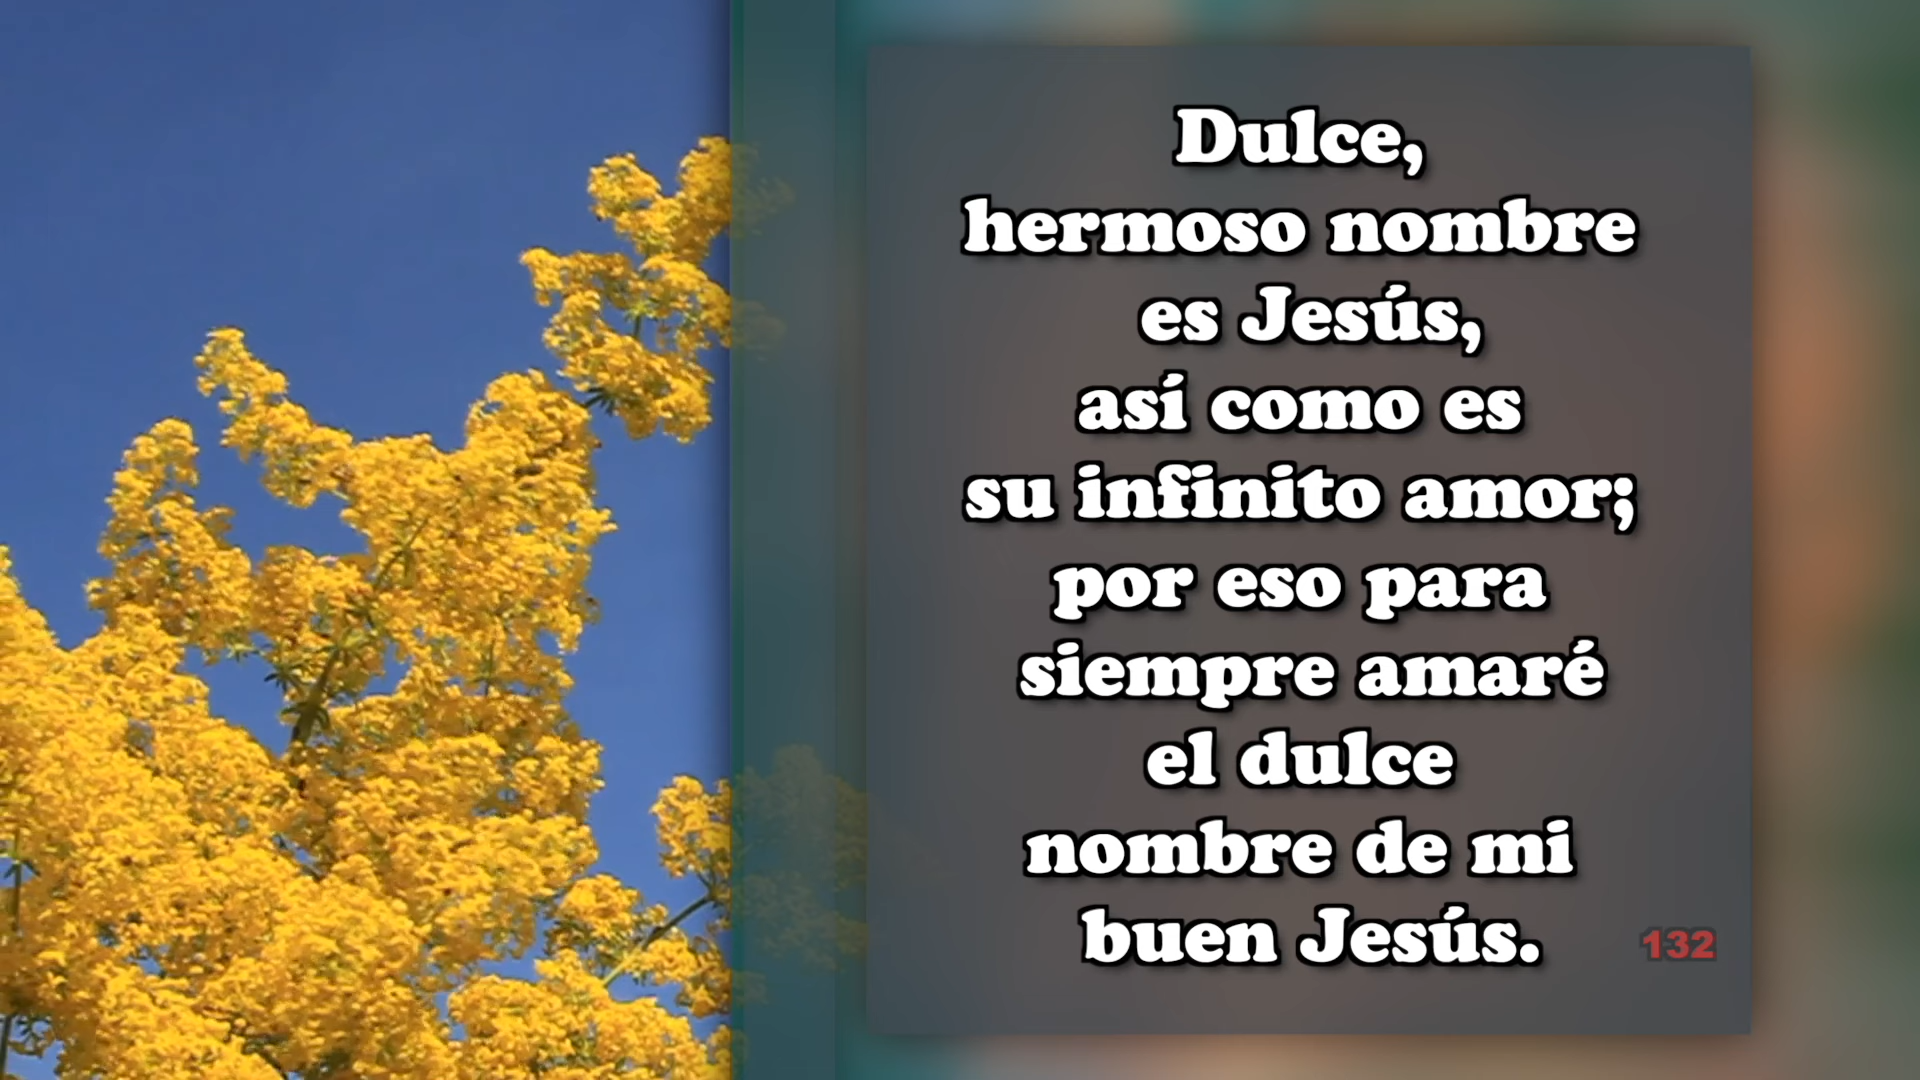 Dulce,
hermoso nombre
es Jesús,
así como es
su infinito amor;
por eso para
siempre amaré
el dulce
nombre de mi
buen Jesús.
132